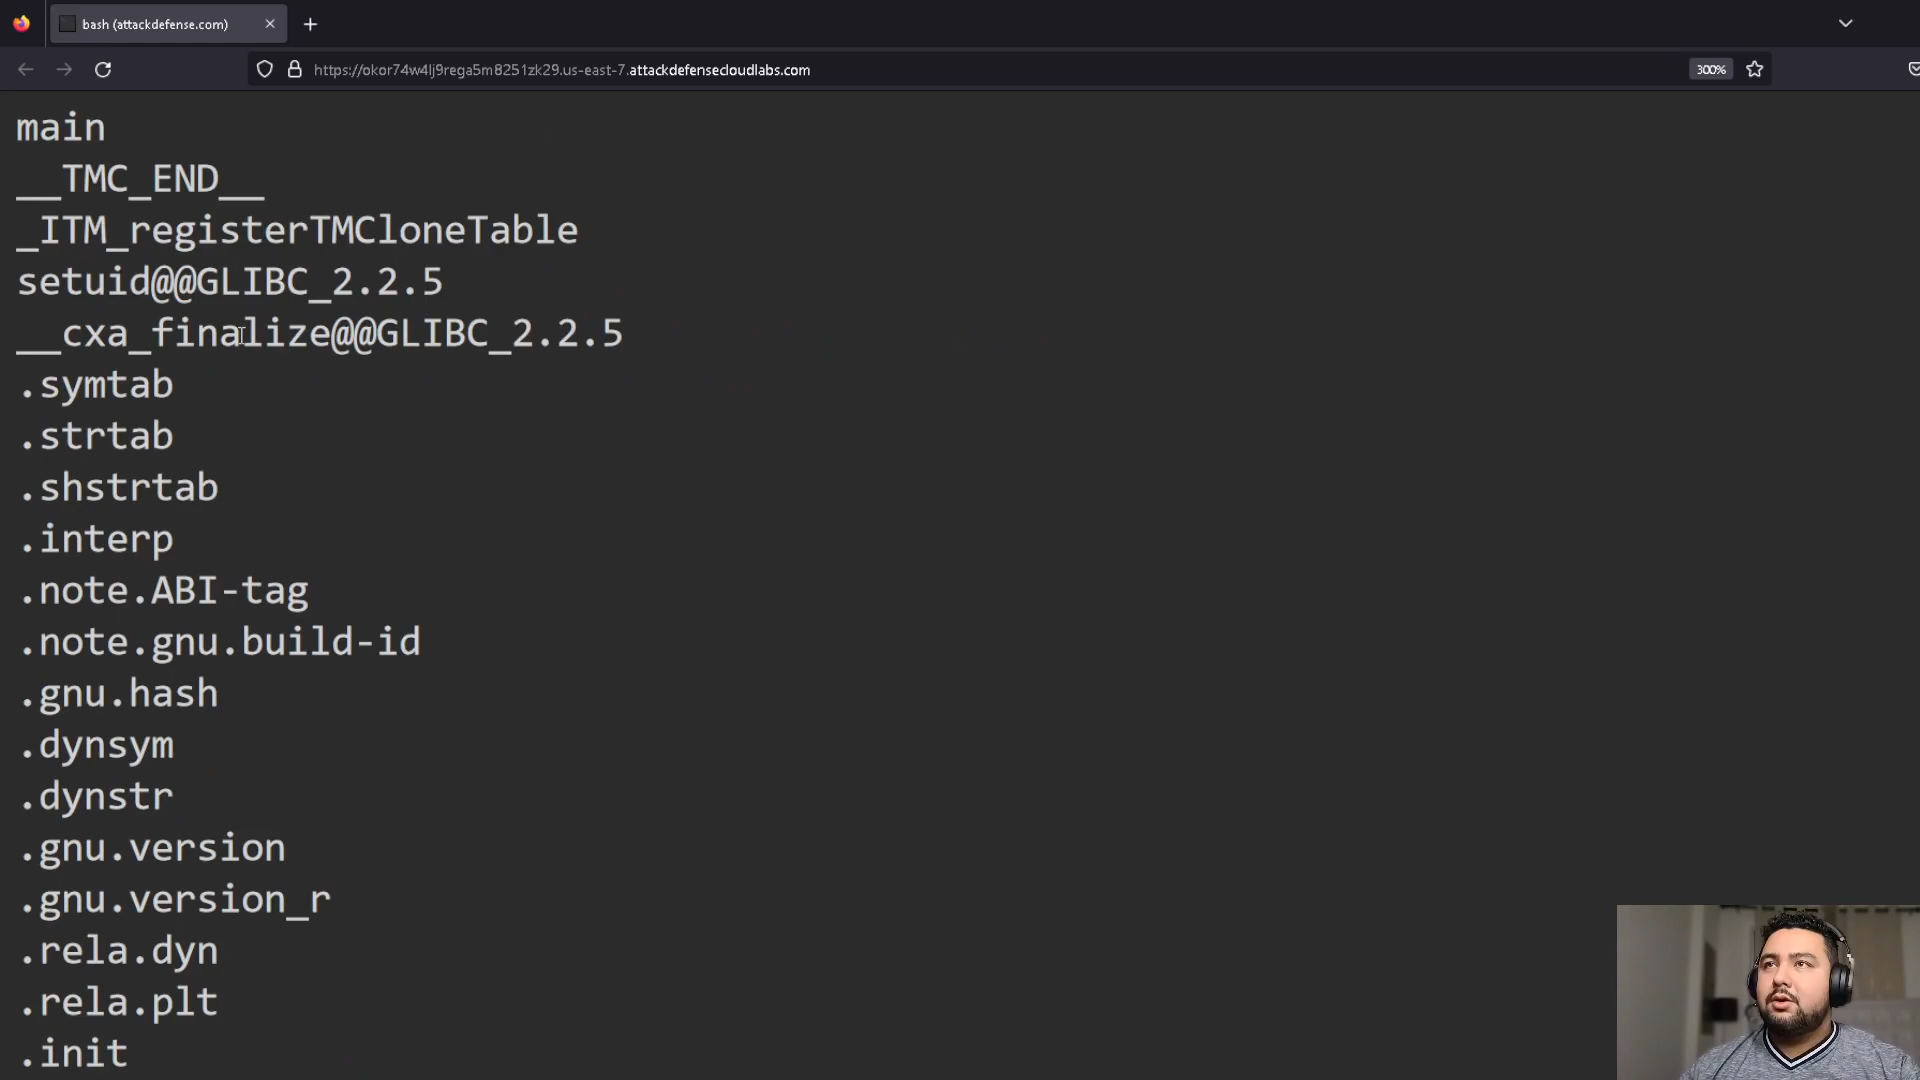 bash (attackdefense.com)
https://okor74w4lj9rega5m8251zk29.us-east-7.attackdefensecloudlabs.com
300%
main
__TMC_END__
_ITM_registerTMCloneTable
setuid@@GLIBC_2.2.5
__cxa_finalize@@GLIBC_2.2.5
.symtab
.strtab
.shstrtab
.interp
.note.ABI-tag
.note.gnu.build-id
.gnu.hash
.dynsym
.dynstr
.gnu.version
.gnu.version_r
.rela.dyn
.rela.plt
.init